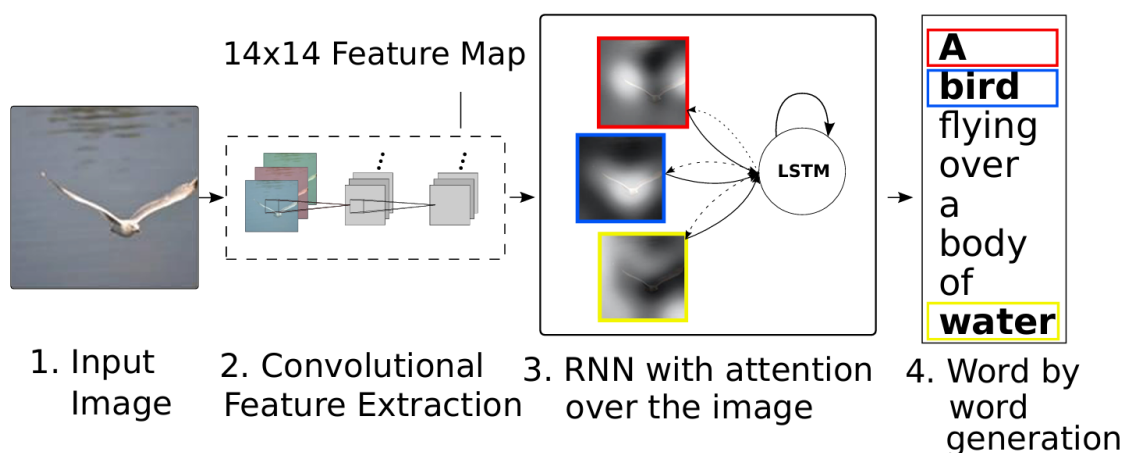 14x14 Feature Map
LSTM
A
bird
flying
over
a
body
of
water
1. Input
Image
2. Convolutional
Feature Extraction
3. RNN with attention
over the image
4. Word by
word
generation